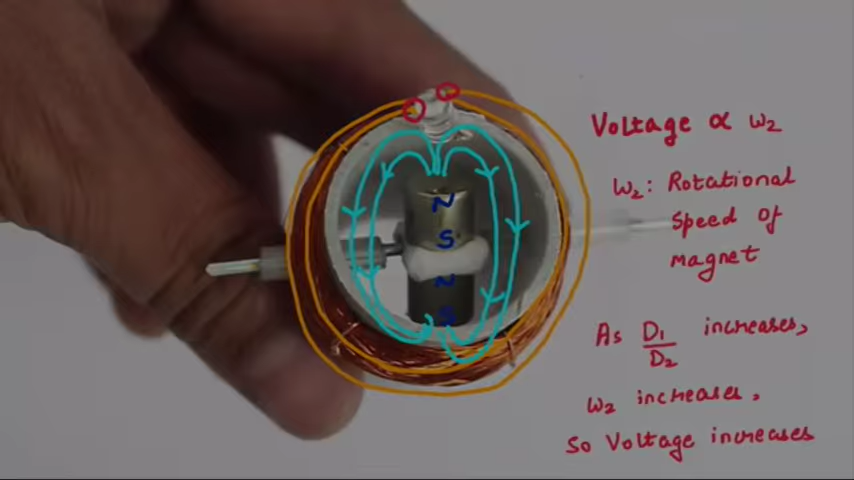 N
S
N
S
Voltage ∝ ω2
ω2: Rotational
Speed of
magnet
As D1/D2 increases,
ω2 increases,
So Voltage increases